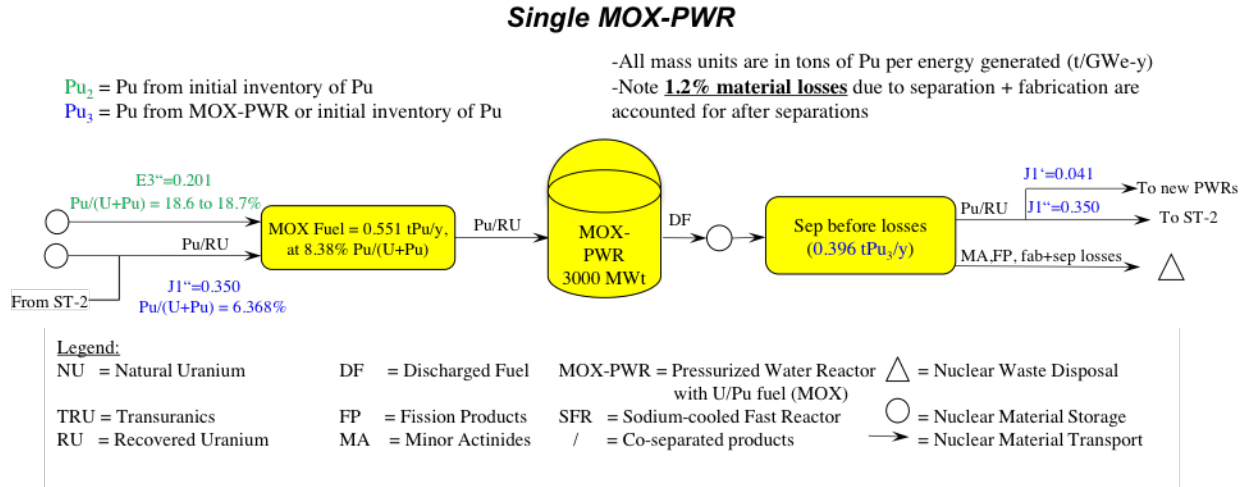 Single MOX-PWR
Pu2 = Pu from initial inventory of Pu
Pu3 = Pu from MOX-PWR or initial inventory of Pu
-All mass units are in tons of Pu per energy generated (t/GWe-y)
-Note 1.2% material losses due to separation + fabrication are
accounted for after separations
E3“=0.201
Pu/(U+Pu) = 18.6 to 18.7%
Pu/RU
J1“=0.350
Pu/(U+Pu) = 6.368%
From ST-2
MOX Fuel = 0.551 tPu/y,
at 8.38% Pu/(U+Pu)
Pu/RU
MOX-
PWR
3000 MWt
DF
Sep before losses
(0.396 tPu3/y)
Pu/RU
J1‘=0.041
To new PWRs
J1“=0.350
To ST-2
MA,FP, fab+sep losses
Legend:
NU = Natural Uranium
DF = Discharged Fuel
MOX-PWR = Pressurized Water Reactor
with U/Pu fuel (MOX)
= Nuclear Waste Disposal
TRU = Transuranics
FP = Fission Products
SFR = Sodium-cooled Fast Reactor
= Nuclear Material Storage
RU = Recovered Uranium
MA = Minor Actinides
/ = Co-separated products
= Nuclear Material Transport